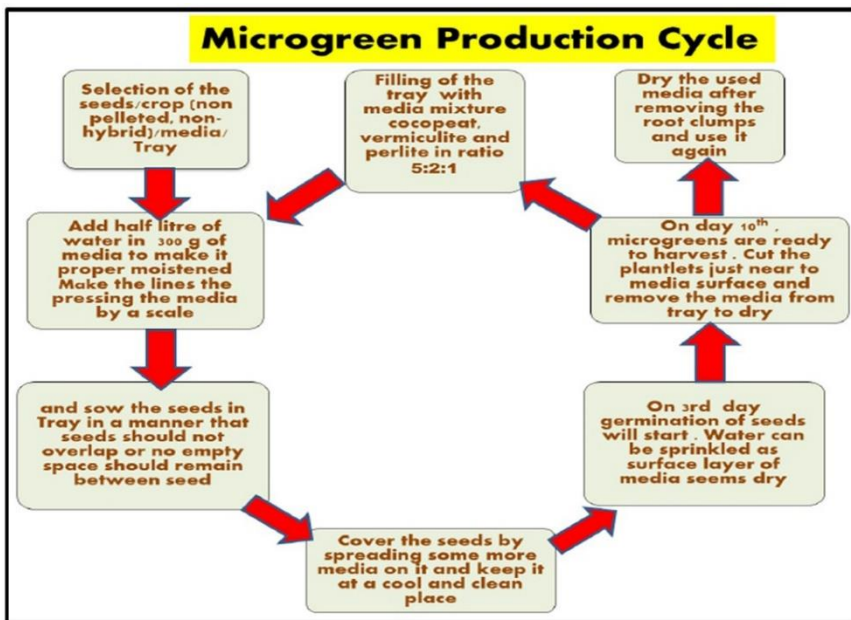 Microgreen Production Cycle
Selection of the
seeds/crop (non
pelleted, non-
hybrid)/media/
Tray
Filling of the
tray with
media mixture
cocopeat,
vermiculite and
perlite in ratio
5:2:1
Dry the used
media after
removing the
root clumps
and use it
again
Add half litre of
water in 300 g of
media to make it
proper moistened
Make the lines the
pressing the media
by a scale
On day 10th ,
microgreens are ready
to harvest . Cut the
plantlets just near to
media surface and
remove the media from
tray to dry
and sow the seeds in
Tray in a manner that
seeds should not
overlap or no empty
space should remain
between seed
On 3rd day
germination of seeds
will start . Water can
be sprinkled as
surface layer of
media seems dry
Cover the seeds by
spreading some more
media on it and keep it
at a cool and clean
place